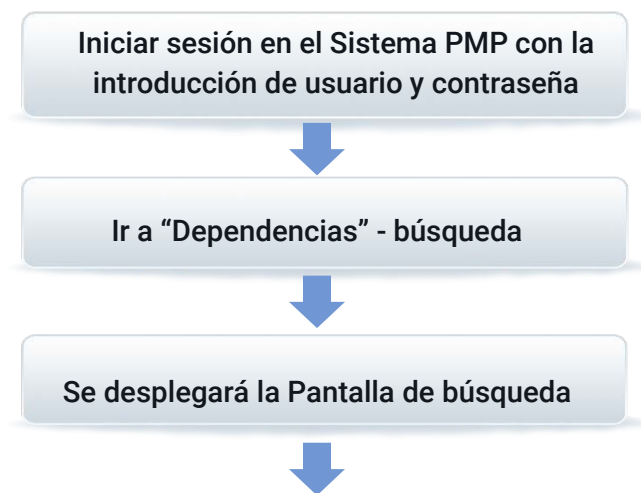 Iniciar sesión en el Sistema PMP con la
introducción de usuario y contraseña
Ir a “Dependencias” - búsqueda
Se desplegará la Pantalla de búsqueda